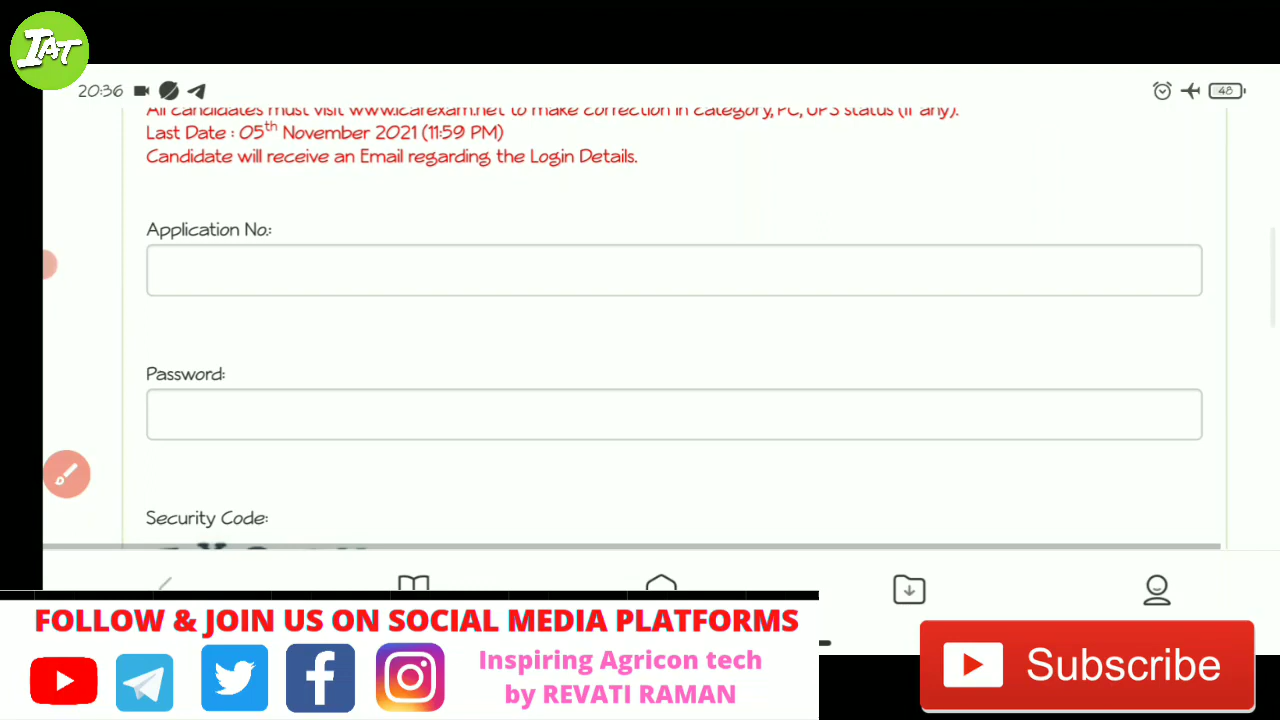 IAT
20:36
48
All candidates must visit www.icarexam.net to make correction in category, PC, UPS status (if any).
Last Date : 05th November 2021 (11:59 PM)
Candidate will receive an Email regarding the Login Details.
Application No.:
Password:
Security Code:
FOLLOW & JOIN US ON SOCIAL MEDIA PLATFORMS
Inspiring Agricon tech
by REVATI RAMAN
Subscribe